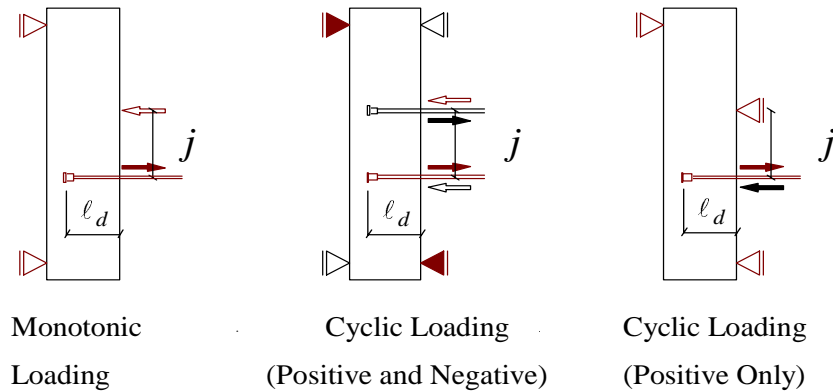 j
ℓd
j
ℓd
j
ℓd
Monotonic
Loading
Cyclic Loading
(Positive and Negative)
Cyclic Loading
(Positive Only)